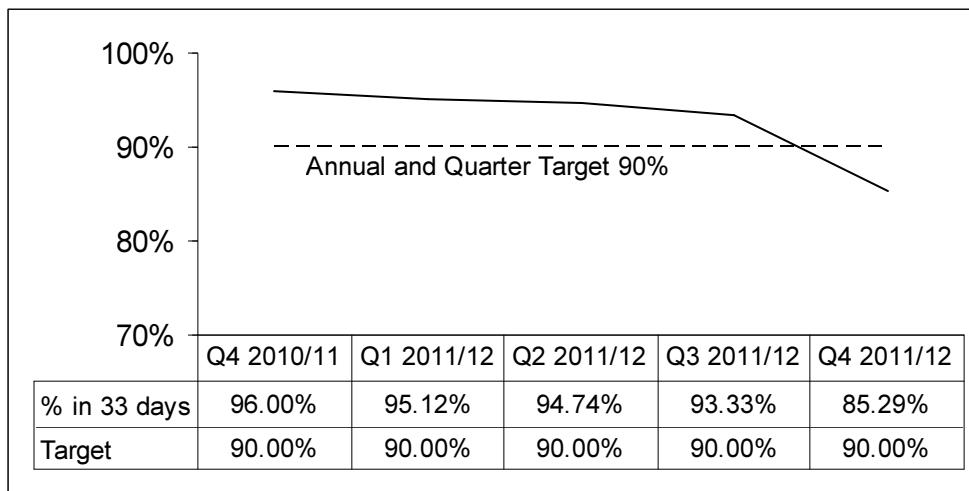 100%
90%
Annual and Quarter Target 90%
80%
70%
Q4 2010/11 Q1 2011/12 Q2 2011/12 Q3 2011/12 Q4 2011/12
% in 33 days 96.00% 95.12% 94.74% 93.33% 85.29%
Target 90.00% 90.00% 90.00% 90.00% 90.00%